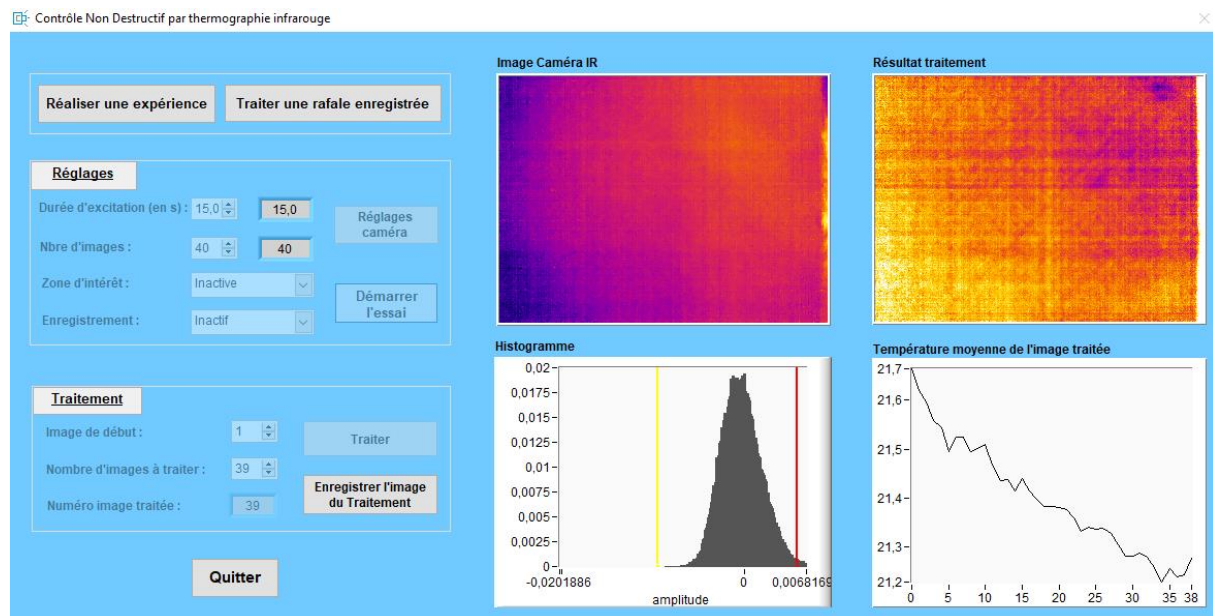 Contrôle Non Destructif par thermographie infrarouge
Réaliser une expérience
Traiter une rafale enregistrée
Réglages
Durée d'excitation (en s) : 15,0 15,0
Réglages
caméra
Nbre d'images : 40 40
Zone d'intérêt : Inactive
Démarrer
l'essai
Enregistrement : Inactif
Traitement
Image de début : 1
Traiter
Nombre d'images à traiter : 39
Enregistrer l'image
du Traitement
Numéro image traitée : 39
Quitter
Image Caméra IR
Résultat traitement
Histogramme
0,02
0,0175
0,015
0,0125
0,01
0,0075
0,005
0,0025
0
-0,0201886 0 0,0068169
amplitude
Température moyenne de l'image traitée
21,7
21,6
21,5
21,4
21,3
21,2
0 5 10 15 20 25 30 35 38